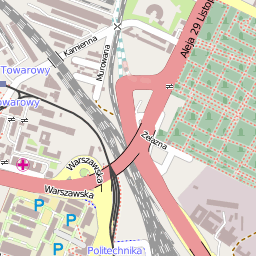 Kamienna
Aleja 29 Listop
Murowana
Towarowy
owarowy
Żelazna
Warszawska
Warszawska
P
P
P
P
Politechnika